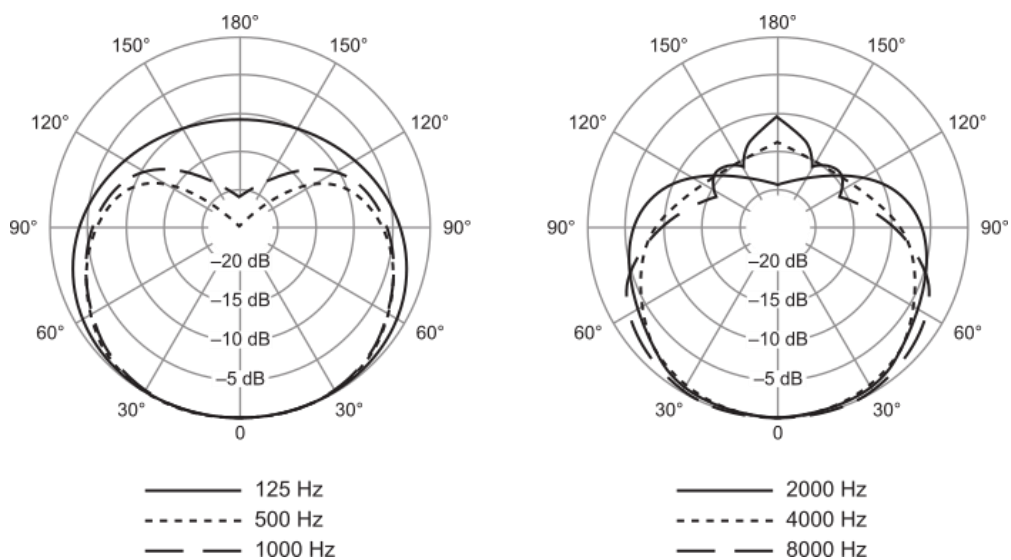 180°
150° 150°
120° 120°
90° 90°
–20 dB
–15 dB
60° 60°
–10 dB
–5 dB
30° 30°
0
125 Hz
500 Hz
1000 Hz
180°
150° 150°
120° 120°
90° 90°
–20 dB
–15 dB
60° 60°
–10 dB
–5 dB
30° 30°
0
2000 Hz
4000 Hz
8000 Hz